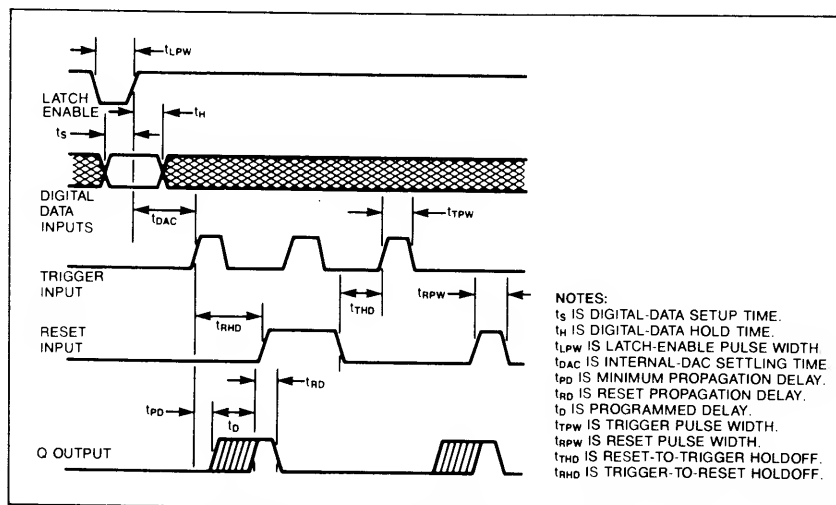 tLPW
LATCH
ENABLE
tH
tS
DIGITAL
DATA
INPUTS
tDAC
tTPW
TRIGGER
INPUT
tTHD
tRPW
tRHD
RESET
INPUT
tRD
tPD
tD
Q OUTPUT
NOTES:
tS IS DIGITAL-DATA SETUP TIME.
tH IS DIGITAL-DATA HOLD TIME.
tLPW IS LATCH-ENABLE PULSE WIDTH.
tDAC IS INTERNAL-DAC SETTLING TIME
tPD IS MINIMUM PROPAGATION DELAY.
tRD IS RESET PROPAGATION DELAY.
tD IS PROGRAMMED DELAY.
tTPW IS TRIGGER PULSE WIDTH.
tRPW IS RESET PULSE WIDTH.
tTHD IS RESET-TO-TRIGGER HOLDOFF.
tRHD IS TRIGGER-TO-RESET HOLDOFF.